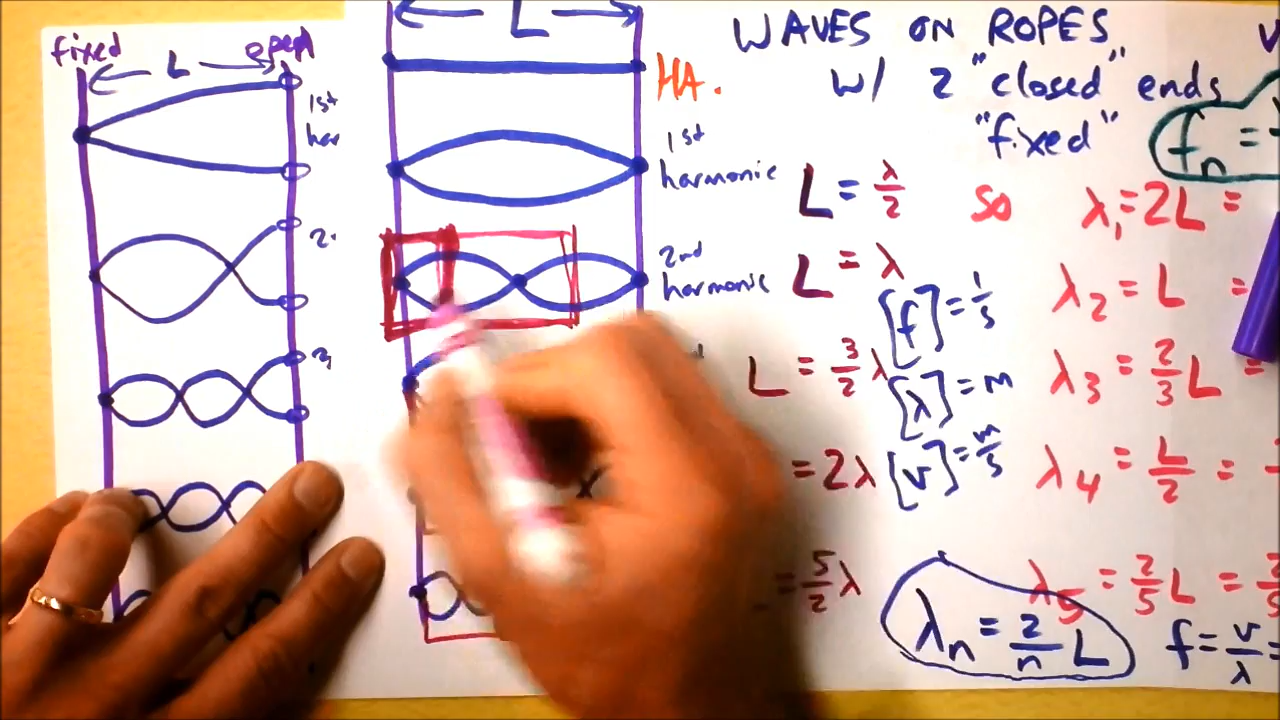 fixed
open
L
1st
har
2.
3
L
HA.
1st
harmonic
2nd
harmonic
WAVES ON ROPES
W/ 2 "closed" ends
"fixed"
fn =
L = λ/2 so λ1 = 2L =
L = λ
λ2 = L =
[f] = 1/s
L = 3/2 λ
λ3 = 2/3 L =
[λ] = m
= 2λ
[v] = m/s
λ4 = L/2 =
= 5/2 λ
λ5 = 2/5 L =
λn = 2/n L
f = v/λ =